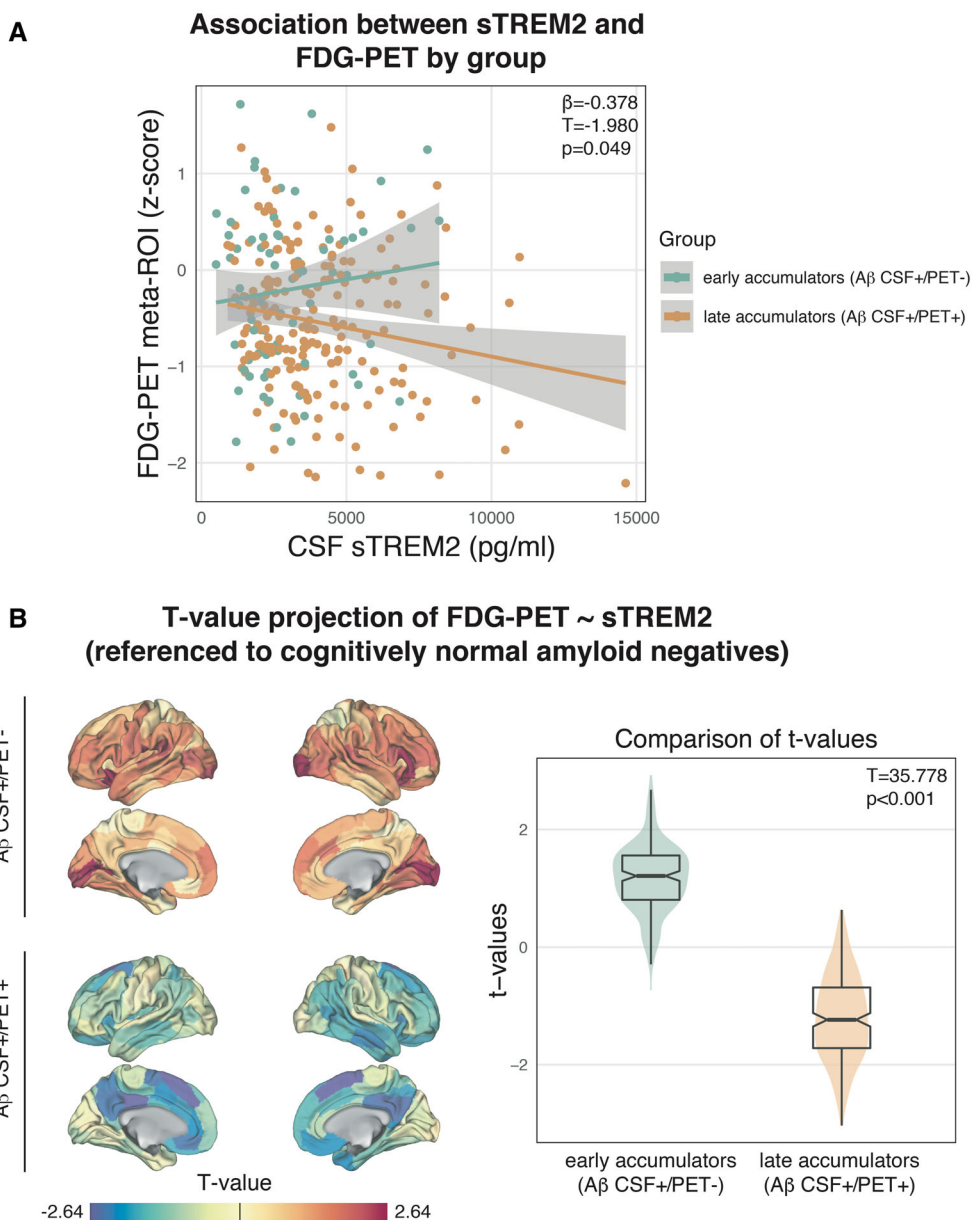 A
Association between sTREM2 and
FDG-PET by group
β=-0.378
T=-1.980
p=0.049
FDG-PET meta-ROI (z-score)
1
0
−1
−2
0
5000
10000
15000
CSF sTREM2 (pg/ml)
Group
early accumulators (Aβ CSF+/PET-)
late accumulators (Aβ CSF+/PET+)
B
T-value projection of FDG-PET ~ sTREM2
(referenced to cognitively normal amyloid negatives)
Aβ CSF+/PET-
Aβ CSF+/PET+
T-value
-2.64
2.64
Comparison of t-values
T=35.778
p<0.001
t−values
2
0
−2
early accumulators
(Aβ CSF+/PET-)
late accumulators
(Aβ CSF+/PET+)